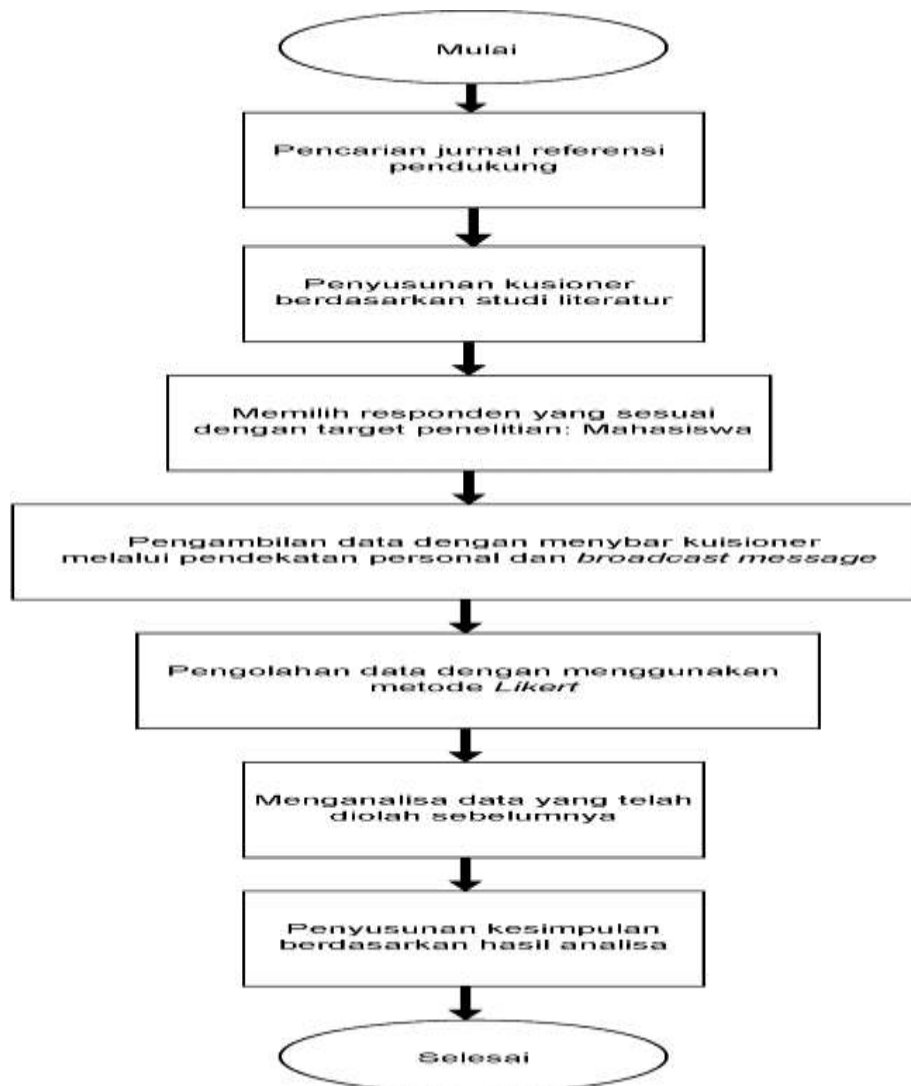 Mulai
Pencarian jurnal referensi
pendukung
Penyusunan kusioner
berdasarkan studi literatur
Memilih responden yang sesuai
dengan target penelitian: Mahasiswa
Pengambilan data dengan menybar kuisioner
melalui pendekatan personal dan broadcast message
Pengolahan data dengan menggunakan
metode Likert
Menganalisa data yang telah
diolah sebelumnya
Penyusunan kesimpulan
berdasarkan hasil analisa
Selesai